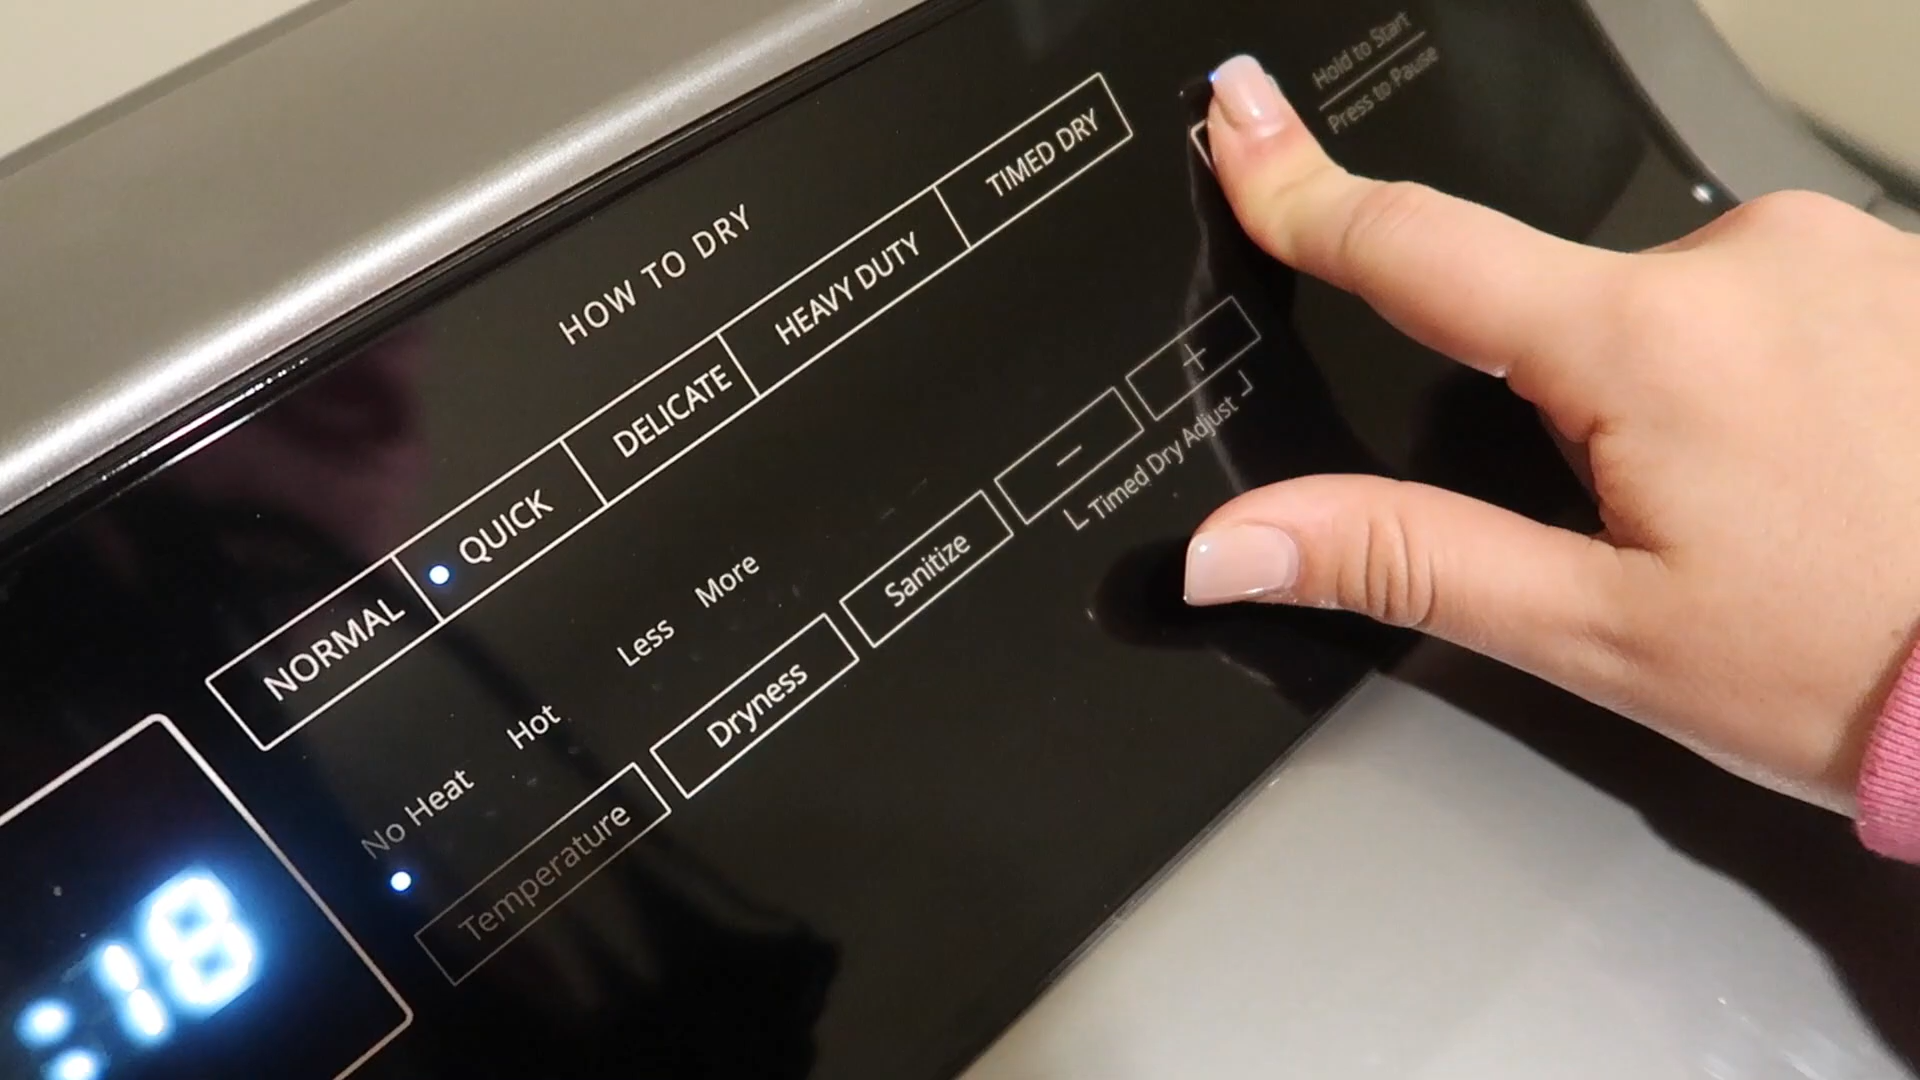 HOW TO DRY
NORMAL
QUICK
DELICATE
HEAVY DUTY
TIMED DRY
Hold to Start
Press to Pause
No Heat
Hot
Less
More
Temperature
Dryness
Sanitize
−
+
Timed Dry Adjust
:18